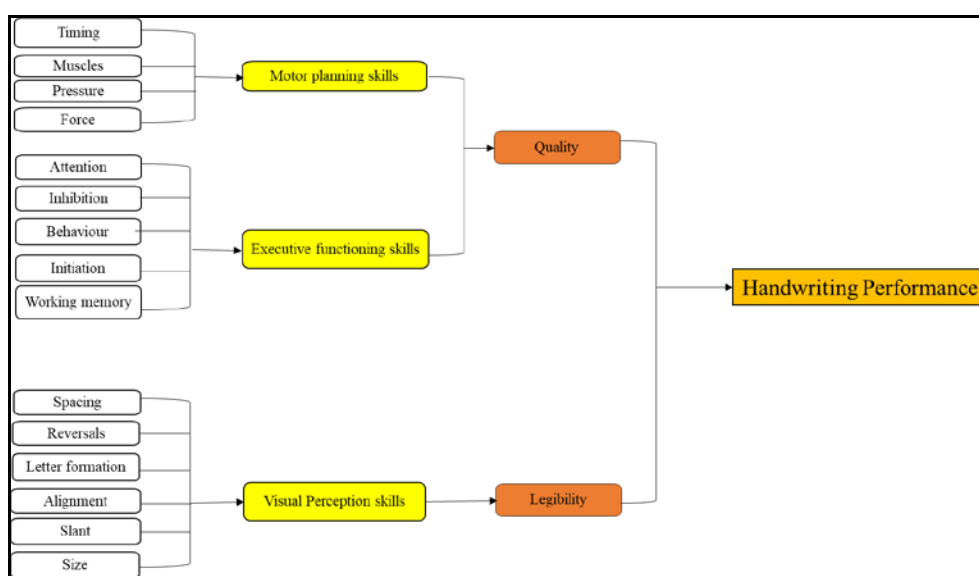 Timing
Muscles
Pressure
Force
Motor planning skills
Quality
Attention
Inhibition
Behaviour
Initiation
Working memory
Executive functioning skills
Handwriting Performance
Spacing
Reversals
Letter formation
Alignment
Slant
Size
Visual Perception skills
Legibility